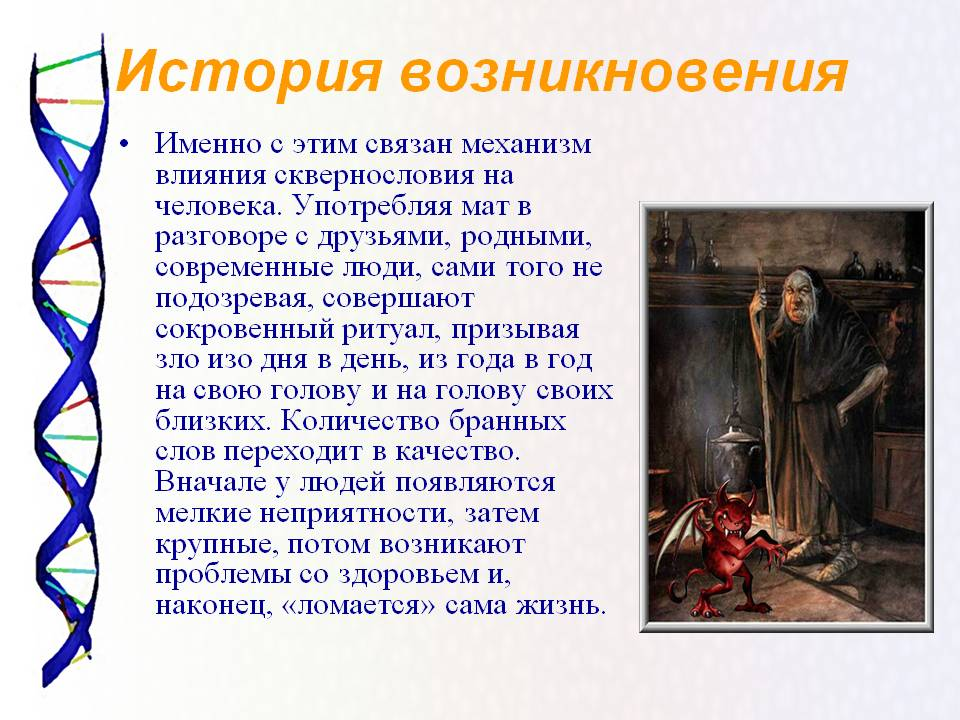 История возникновения
• Именно с этим связан механизм
влияния сквернословия на
человека. Употребляя мат в
разговоре с друзьями, родными,
современные люди, сами того не
подозревая, совершают
сокровенный ритуал, призывая
зло изо дня в день, из года в год
на свою голову и на голову своих
близких. Количество бранных
слов переходит в качество.
Вначале у людей появляются
мелкие неприятности, затем
крупные, потом возникают
проблемы со здоровьем и,
наконец, «ломается» сама жизнь.